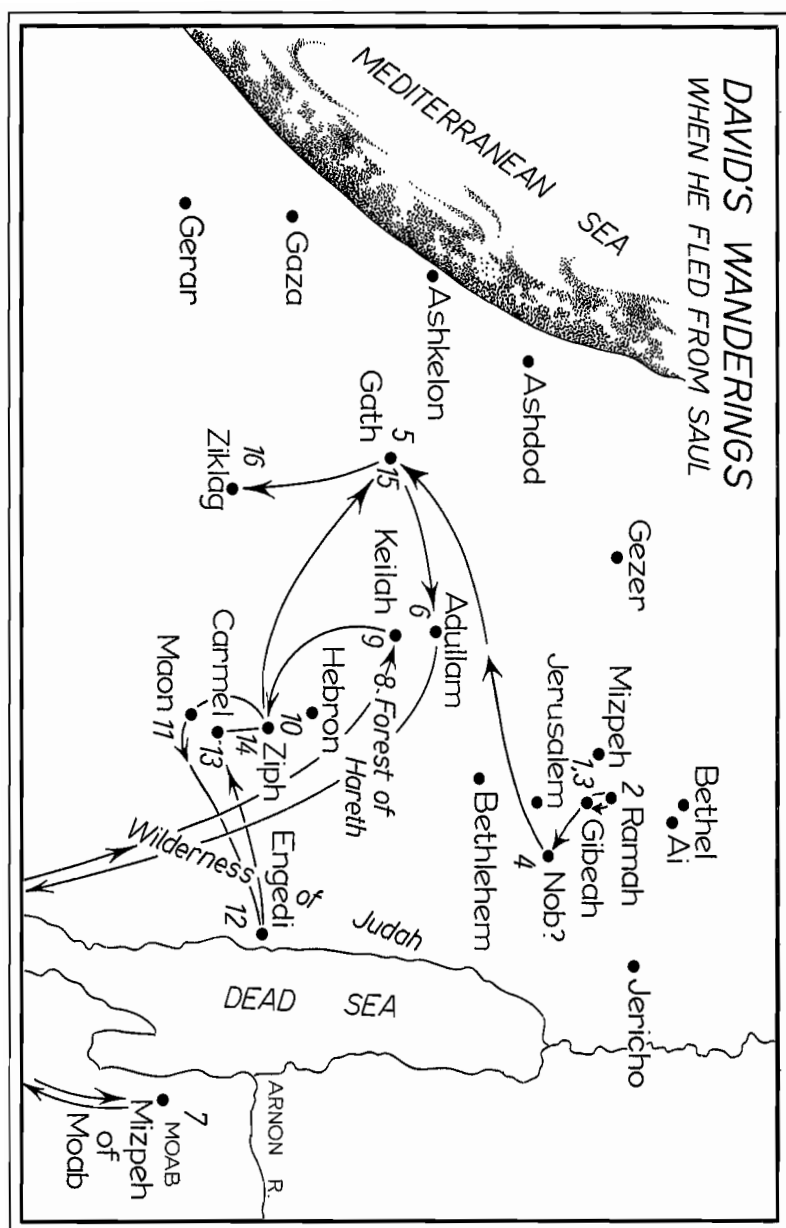 DAVID'S WANDERINGS
WHEN HE FLED FROM SAUL
MEDITERRANEAN SEA
Bethel
Ai
2 Ramah
Mizpeh
1,3
Gibeah
Jericho
Gezer
Jerusalem
Nob?
4
Ashdod
Bethlehem
Ashkelon
Adullam
6
5
Gath
15
Keilah
9
8. Forest of
Hareth
Judah
DEAD SEA
Gaza
Hebron
10
Ziph
14
Engedi
12
Wilderness of
ARNON R.
Carmel
13
Maon
11
16
Ziklag
Gerar
7
MOAB
Mizpeh
of
Moab